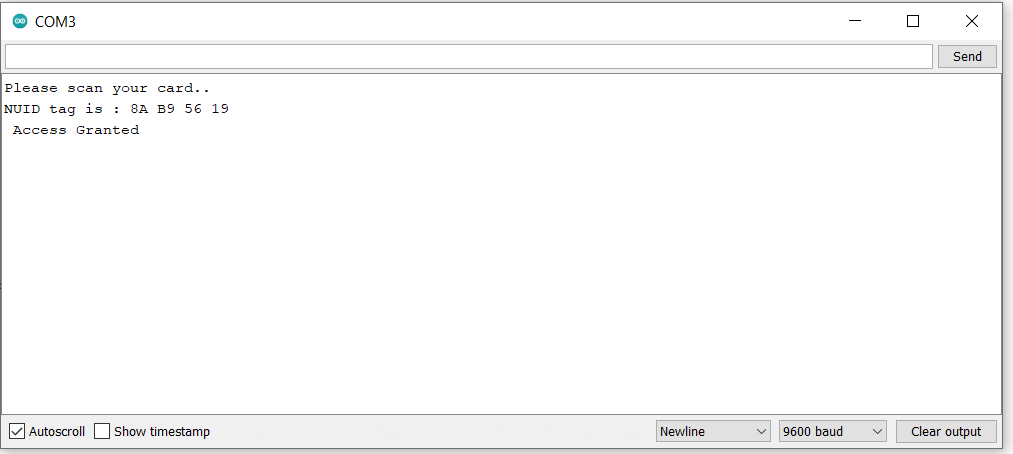 COM3
Send
Please scan your card..
NUID tag is : 8A B9 56 19
Access Granted
Autoscroll
Show timestamp
Newline
9600 baud
Clear output